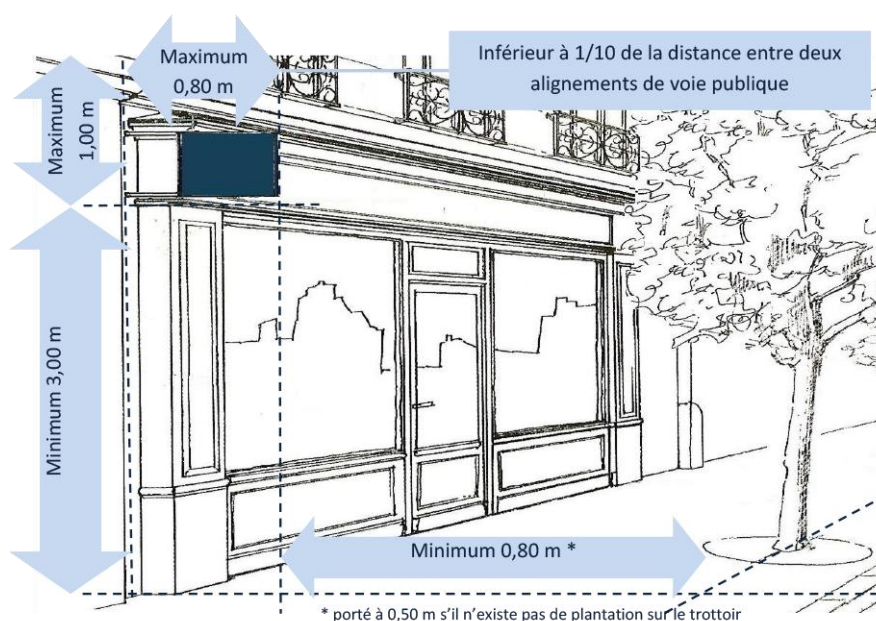 Maximum
0,80 m
Inférieur à 1/10 de la distance entre deux
alignements de voie publique
Maximum
1,00 m
Minimum 3,00 m
Minimum 0,80 m *
* porté à 0,50 m s’il n’existe pas de plantation sur le trottoir